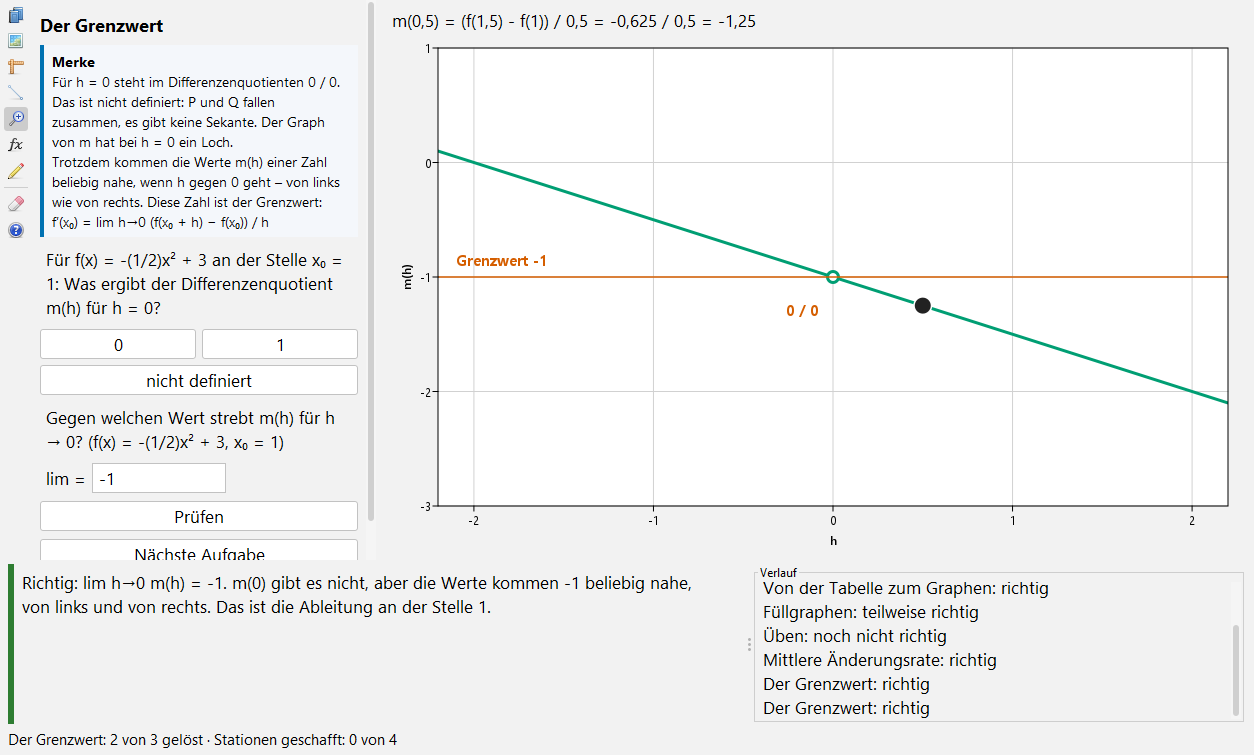 Der Grenzwert
Merke
Für h = 0 steht im Differenzenquotienten 0 / 0.
Das ist nicht definiert: P und Q fallen
zusammen, es gibt keine Sekante. Der Graph
von m hat bei h = 0 ein Loch.
Trotzdem kommen die Werte m(h) einer Zahl
beliebig nahe, wenn h gegen 0 geht – von links
wie von rechts. Diese Zahl ist der Grenzwert:
f'(x₀) = lim h→0 (f(x₀ + h) − f(x₀)) / h
Für f(x) = -(1/2)x² + 3 an der Stelle x₀ =
1: Was ergibt der Differenzenquotient
m(h) für h = 0?
0
1
nicht definiert
Gegen welchen Wert strebt m(h) für h
→ 0? (f(x) = -(1/2)x² + 3, x₀ = 1)
lim = -1
Prüfen
Nächste Aufgabe
fx
?
m(0,5) = (f(1,5) - f(1)) / 0,5 = -0,625 / 0,5 = -1,25
1
0
-1
-2
-3
m(h)
Grenzwert -1
0 / 0
-2 -1 0 1 2
h
Richtig: lim h→0 m(h) = -1. m(0) gibt es nicht, aber die Werte kommen -1 beliebig nahe,
von links und von rechts. Das ist die Ableitung an der Stelle 1.
Verlauf
Von der Tabelle zum Graphen: richtig
Füllgraphen: teilweise richtig
Üben: noch nicht richtig
Mittlere Änderungsrate: richtig
Der Grenzwert: richtig
Der Grenzwert: richtig
Der Grenzwert: 2 von 3 gelöst · Stationen geschafft: 0 von 4